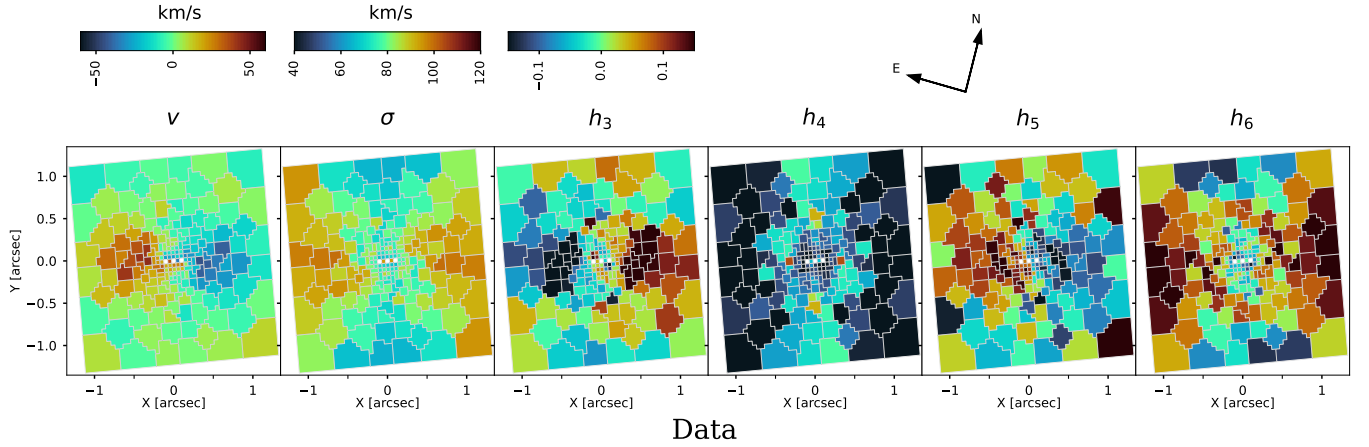 km/s km/s
−50 0 50 40 60 80 100 120 −0.1 0.0 0.1
N
E
v σ h3 h4 h5 h6
1.0
0.5
0.0
−0.5
−1.0
Y [arcsec]
−1 0 1 −1 0 1 −1 0 1 −1 0 1 −1 0 1 −1 0 1
X [arcsec] X [arcsec] X [arcsec] X [arcsec] X [arcsec] X [arcsec]
Data